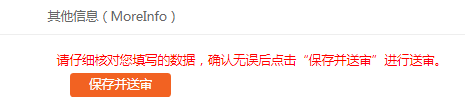 其他信息（MoreInfo）
请仔细核对您填写的数据，确认无误后点击“保存并送审”进行送审。
保存并送审